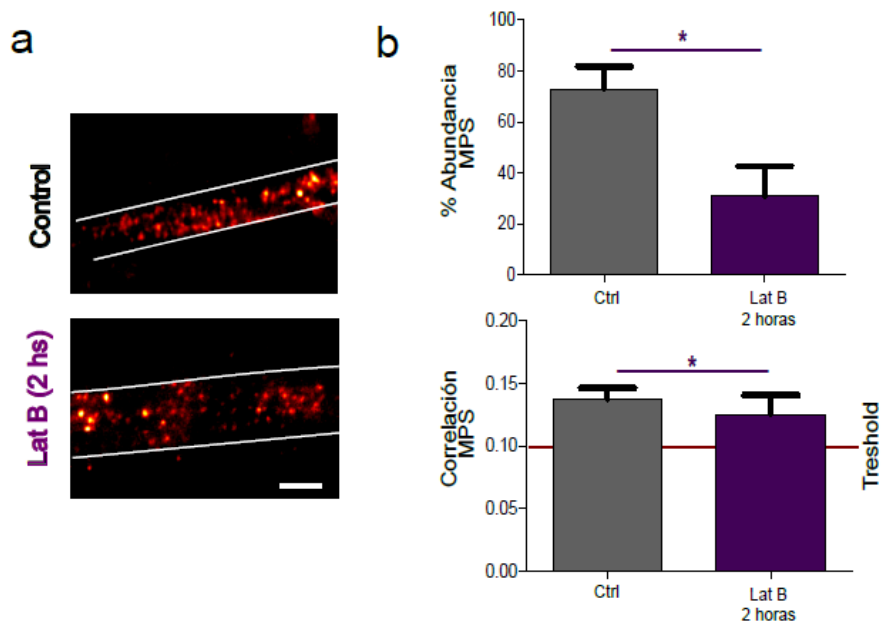 a
Control
Lat B (2 hs)
b
% Abundancia
MPS
100
80
60
40
20
0
*
Ctrl
Lat B
2 horas
Correlación
MPS
0.20
0.15
0.10
0.05
0.00
*
Treshold
Ctrl
Lat B
2 horas